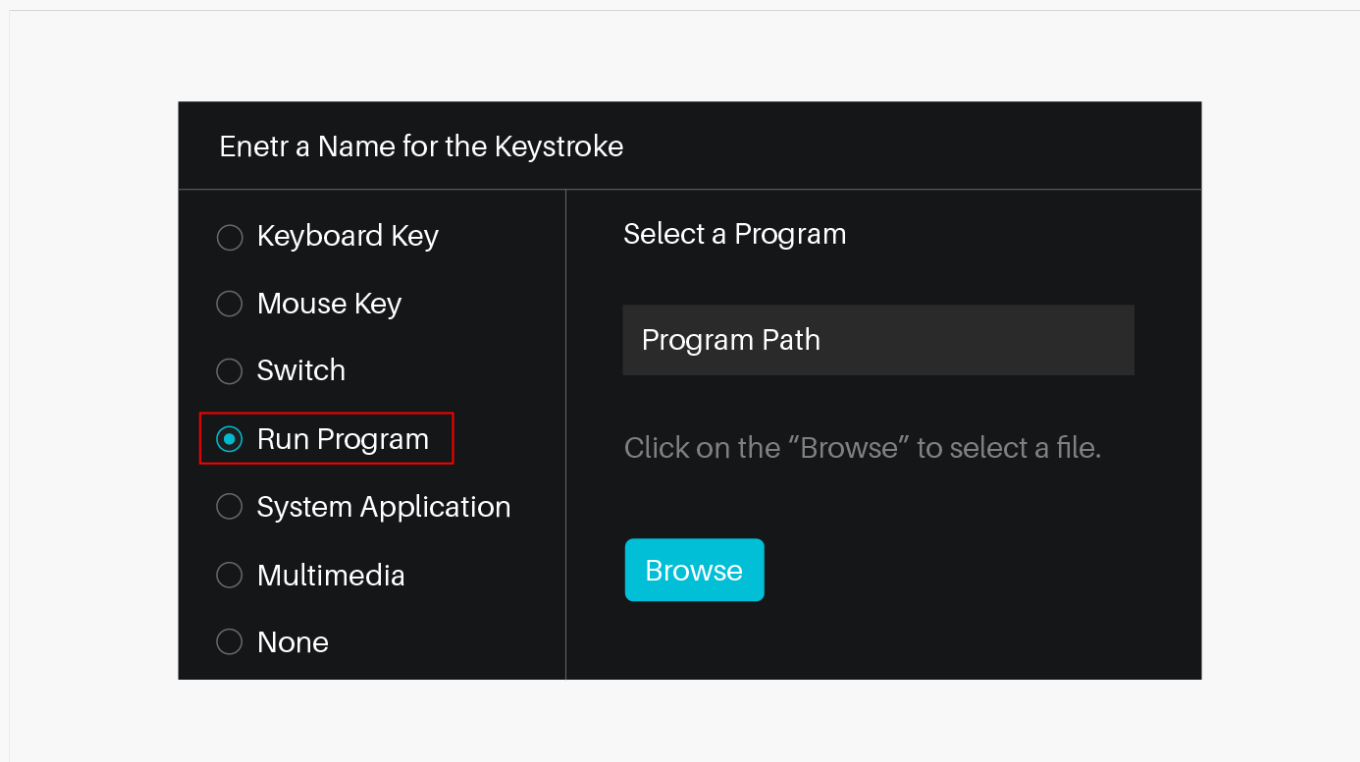 Enetr a Name for the Keystroke
Keyboard Key
Mouse Key
Switch
Run Program
System Application
Multimedia
None
Select a Program
Program Path
Click on the “Browse” to select a file.
Browse